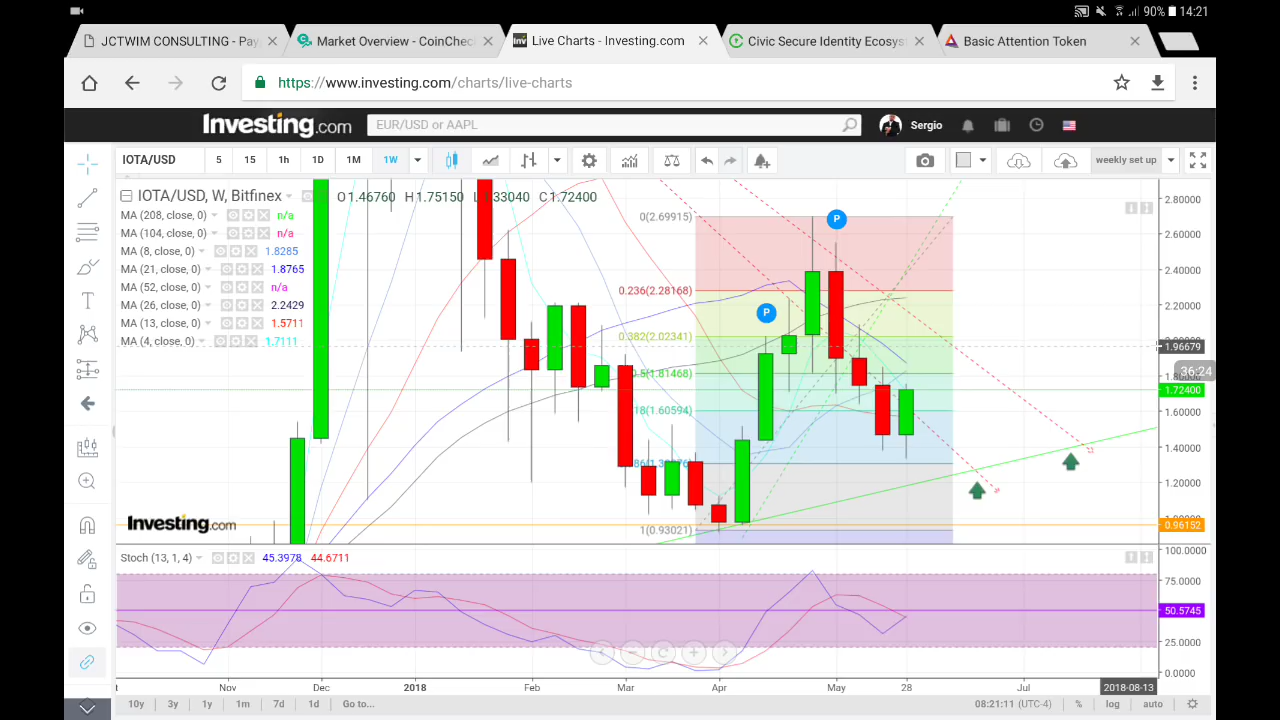 90% 14:21
JCTWIM CONSULTING - Pay
Market Overview - CoinChec
Live Charts - Investing.com
Civic Secure Identity Ecosys
Basic Attention Token
https://www.investing.com/charts/live-charts
Investing.com
EUR/USD or AAPL
Sergio
IOTA/USD 5 15 1h 1D 1M 1W
weekly set up
IOTA/USD, W, Bitfinex O1.46760 H1.75150 L1.33040 C1.72400
MA (208, close, 0) n/a
MA (104, close, 0) n/a
MA (8, close, 0) 1.8285
MA (21, close, 0) 1.8765
MA (52, close, 0) n/a
MA (26, close, 0) 2.2429
MA (13, close, 0) 1.5711
MA (4, close, 0) 1.7111
0(2.69915)
0.236(2.28168)
0.382(2.02341)
0.5(1.81468)
0.618(1.60594)
1(0.93021)
P
P
2.80000
2.60000
2.40000
2.20000
1.96679
36:24
1.72400
1.60000
1.40000
1.20000
0.96152
Investing.com
Stoch (13, 1, 4) 45.3978 44.6711
100.0000
75.0000
50.5745
25.0000
0.0000
Nov Dec 2018 Feb Mar Apr May 28 Jul 2018-08-13
10y 3y 1y 1m 7d 1d Go to... 08:21:11 (UTC-4) % log auto